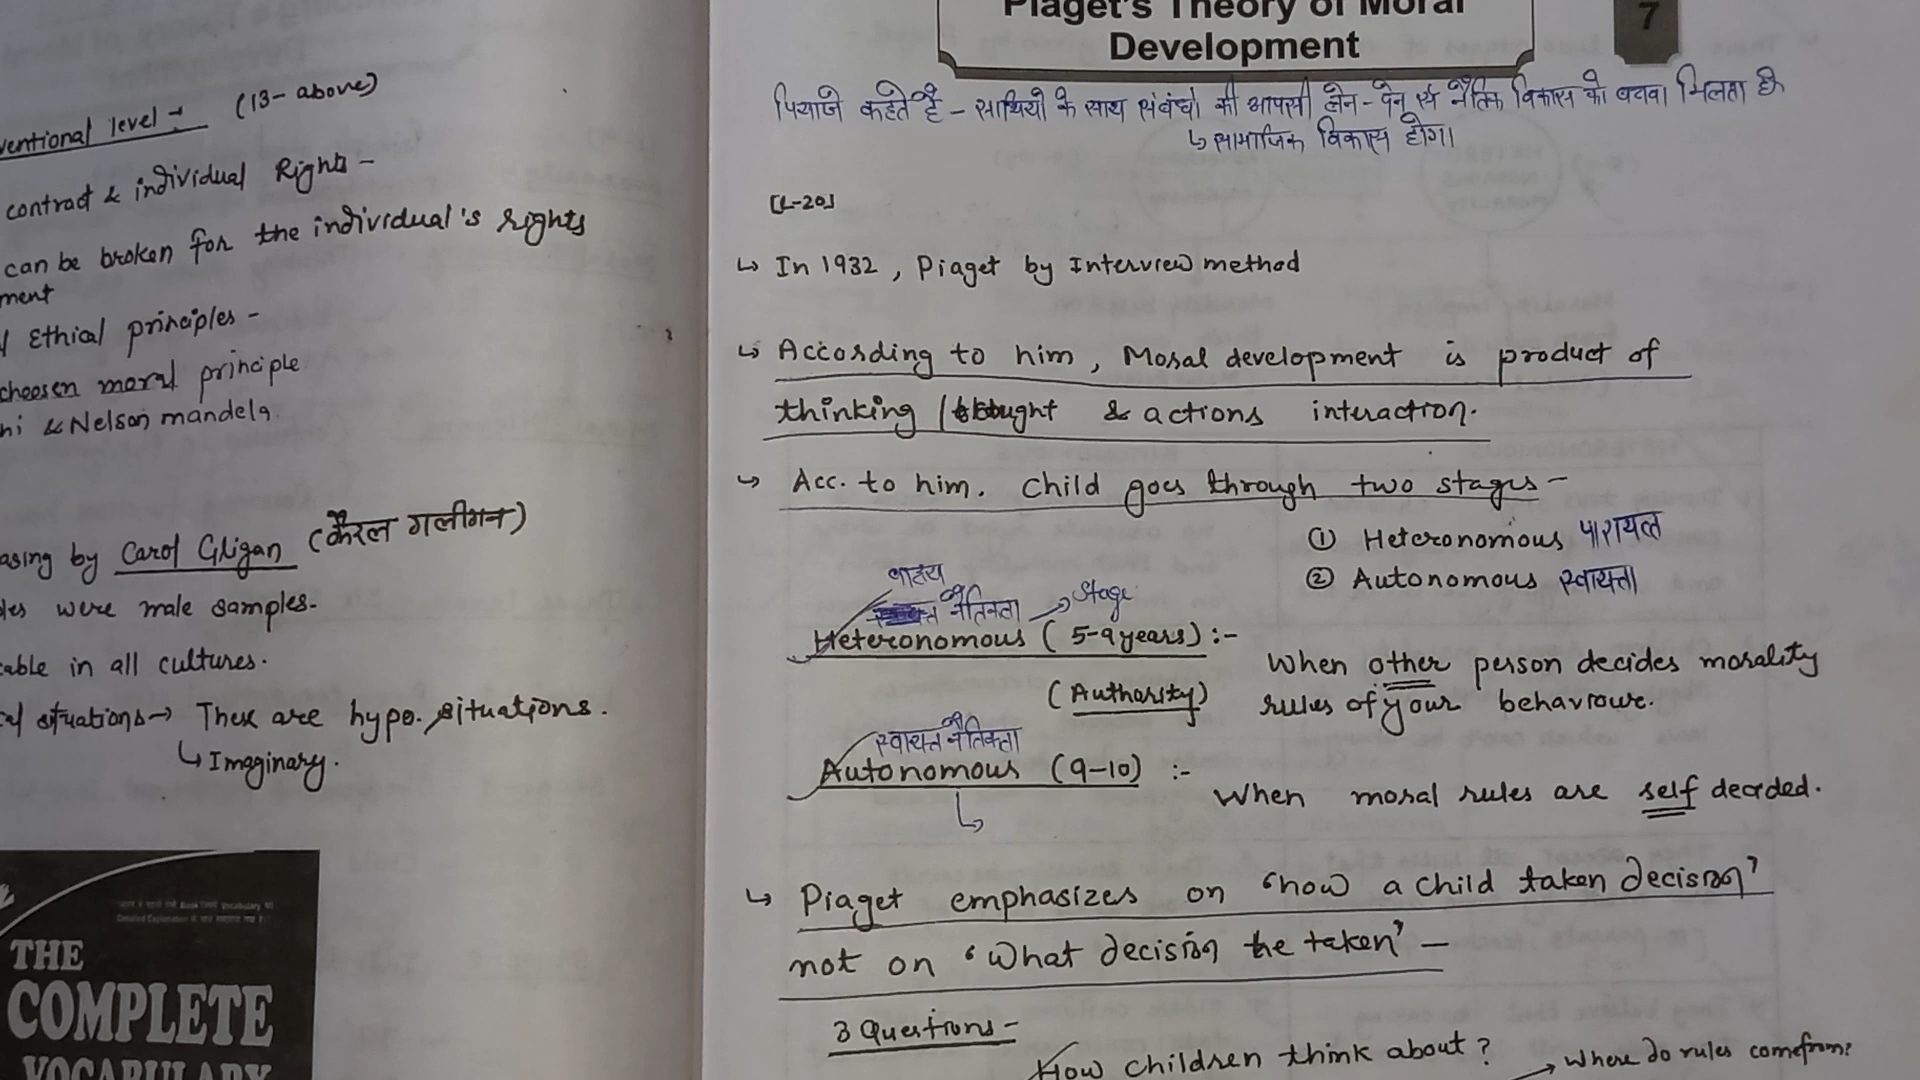 ventional level → (13- above)
contract & individual Rights -
can be broken for the individual's rights
ment
Ethical principles -
choosen moral principle
ni & Nelson mandela.
asing by Carol Gligan (कैरल गलीगन)
les were male samples.
cable in all cultures.
situations → These are hypo. situations.
↳ Imaginary.
THE
COMPLETE
VOCABULARY
Piaget's Theory of Moral
Development
7
पियाजे कहते है - साथियो के साथ संबंधो की आपसी लेन-देन से नैतिक विकास को बढावा मिलता है
↳ सामाजिक विकास होगा।
[L-20]
↳ In 1932, Piaget by Interview method
↳ According to him, Moral development is product of
thinking / thought & actions interaction.
↳ Acc. to him. Child goes through two stages -
① Heteronomous
② Autonomous स्वायत्ता
बाह्य
नैतिकता → Stage
Heteronomous (5-9 years) :-
When other person decides morality
(Authority) rules of your behaviour.
स्वायत्त नैतिकता
Autonomous (9-10) :-
When moral rules are self decided.
↳ Piaget emphasizes on 'how a child taken decision'
not on 'What decision he taken' -
3 Questions -
How children think about? → Where do rules come from?